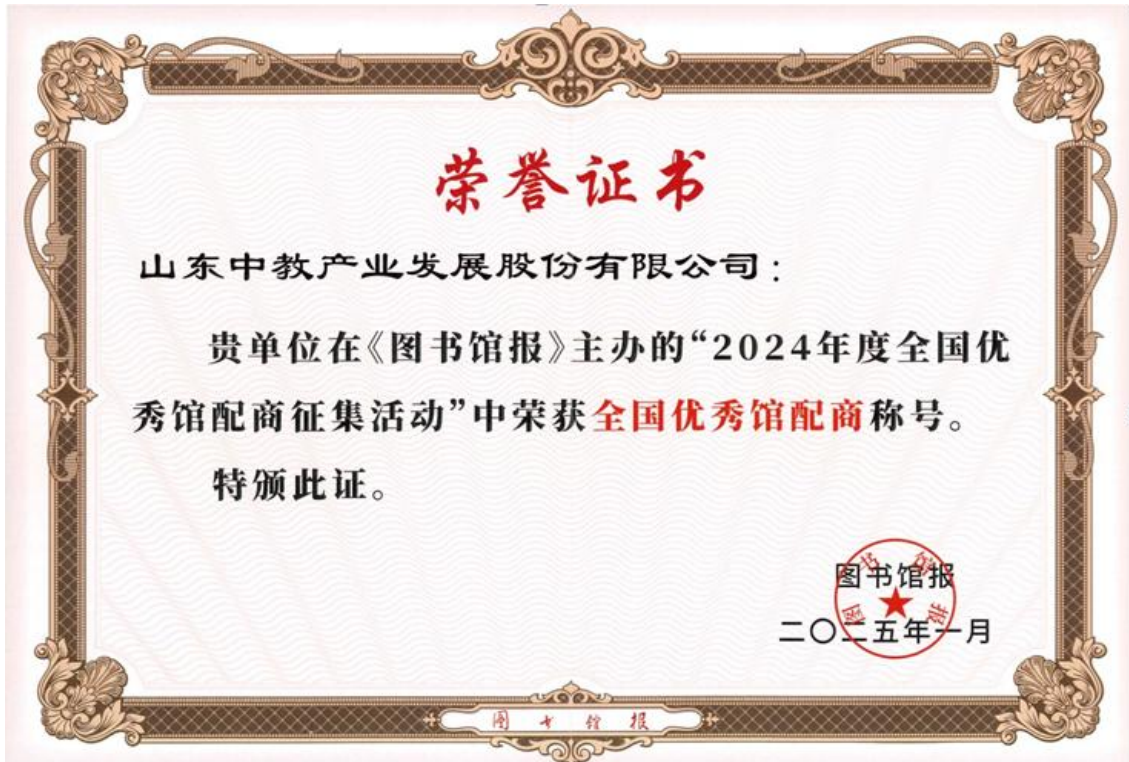 荣誉证书
山东中教产业发展股份有限公司：
贵单位在《图书馆报》主办的“2024年度全国优
秀馆配商征集活动”中荣获全国优秀馆配商称号。
特颁此证。
图书馆报
图书馆报
二〇二五年一月
图书馆报